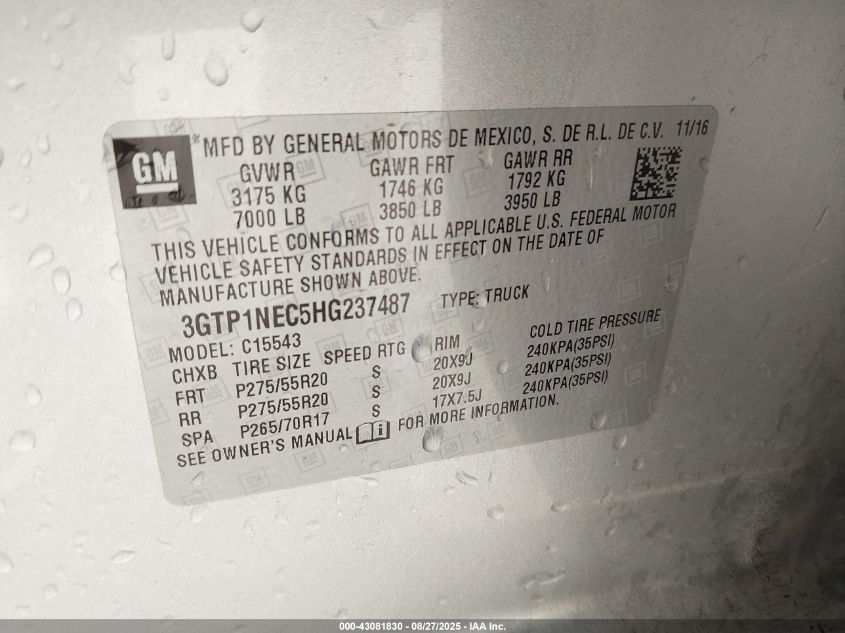 GM
® MFD BY GENERAL MOTORS DE MEXICO, S. DE R.L. DE C.V. 11/16
GVWR GAWR FRT GAWR RR
3175 KG 1746 KG 1792 KG
7000 LB 3850 LB 3950 LB
THIS VEHICLE CONFORMS TO ALL APPLICABLE U.S. FEDERAL MOTOR
VEHICLE SAFETY STANDARDS IN EFFECT ON THE DATE OF
MANUFACTURE SHOWN ABOVE.
3GTP1NEC5HG237487 TYPE: TRUCK
MODEL: C15543
CHXB TIRE SIZE SPEED RTG RIM COLD TIRE PRESSURE
FRT P275/55R20 S 20X9J 240KPA(35PSI)
RR P275/55R20 S 20X9J 240KPA(35PSI)
SPA P265/70R17 S 17X7.5J 240KPA(35PSI)
SEE OWNER'S MANUAL FOR MORE INFORMATION.
000-43081830 - 08/27/2025 - IAA Inc.